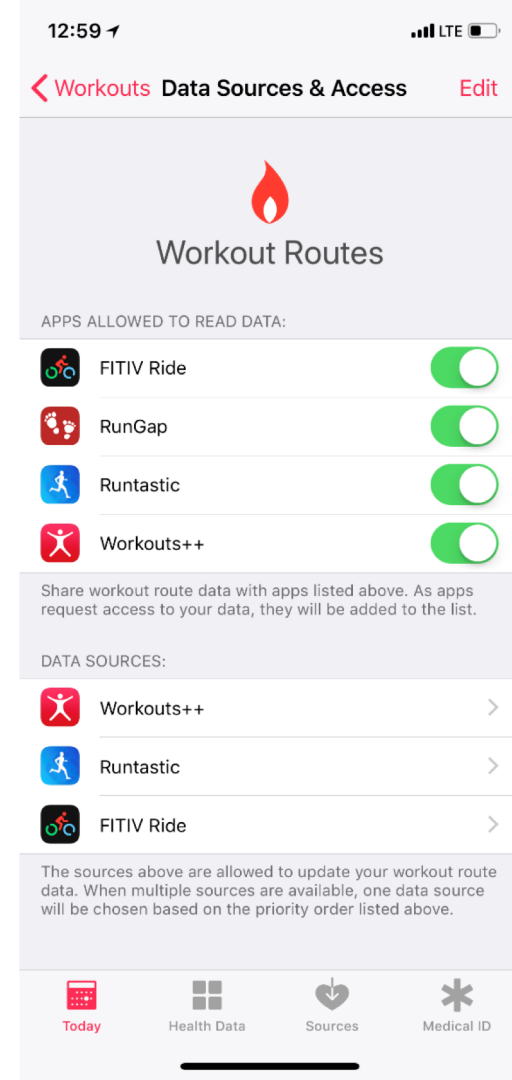 12:59 LTE
Workouts Data Sources & Access Edit
Workout Routes
APPS ALLOWED TO READ DATA:
FITIV Ride
RunGap
Runtastic
Workouts++
Share workout route data with apps listed above. As apps
request access to your data, they will be added to the list.
DATA SOURCES:
Workouts++
Runtastic
FITIV Ride
The sources above are allowed to update your workout route
data. When multiple sources are available, one data source
will be chosen based on the priority order listed above.
Today Health Data Sources Medical ID